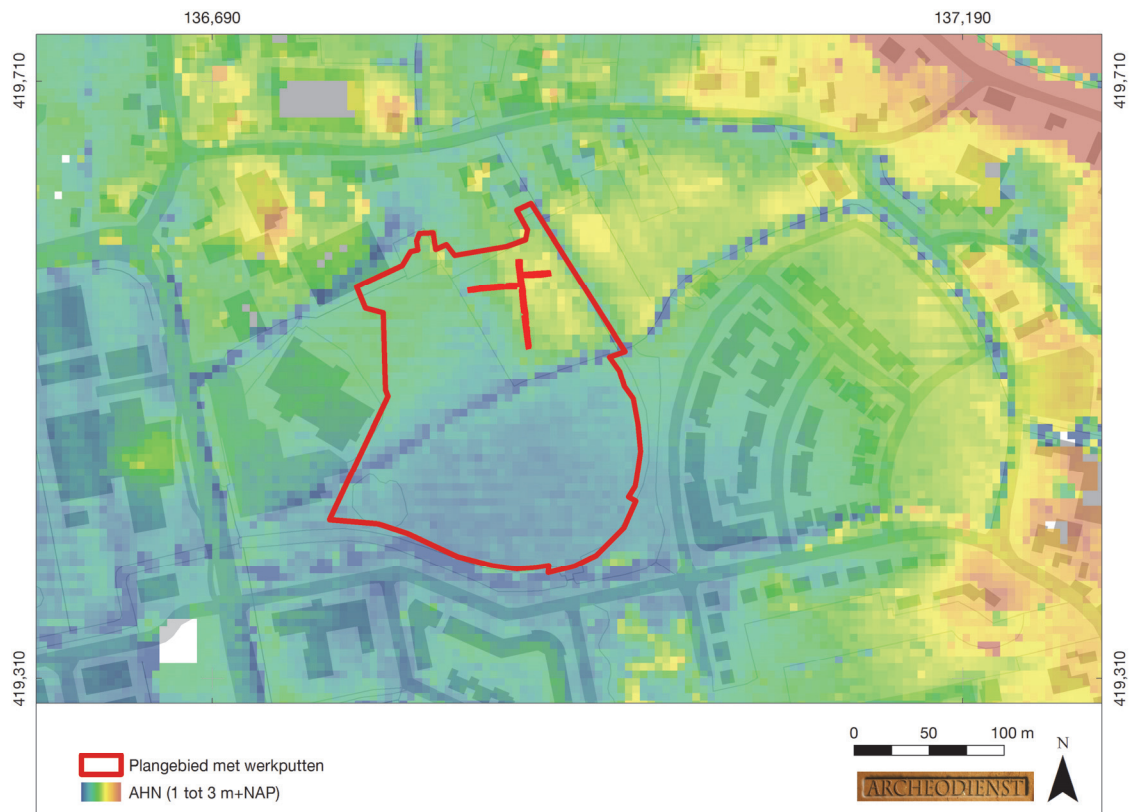 136,690
137,190
419,710
419,710
419,310
419,310
Plangebied met werkputten
AHN (1 tot 3 m+NAP)
0 50 100 m
N
ARCHEODIENST